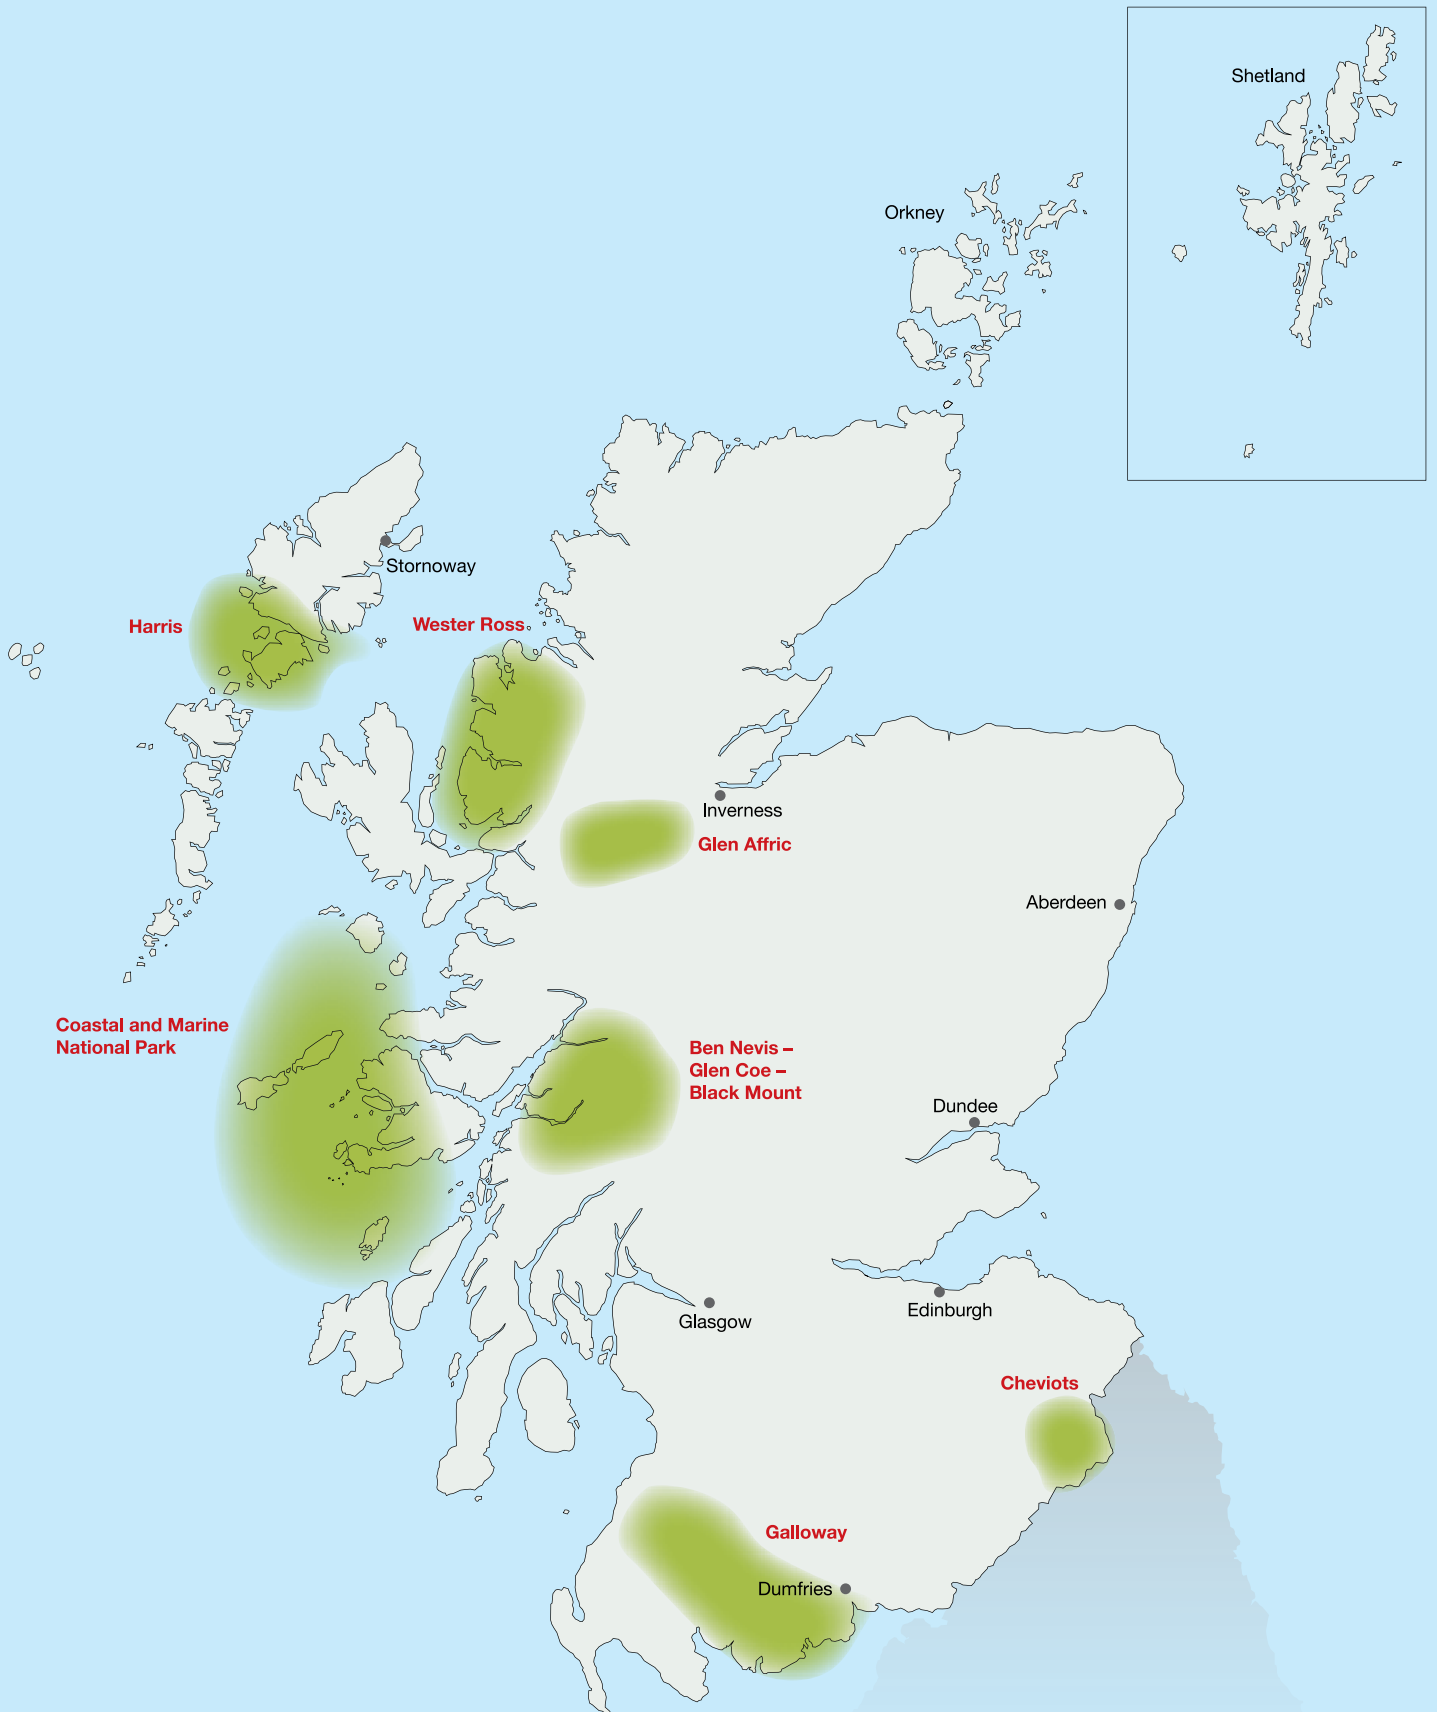 Shetland
Orkney
Stornoway
Harris
Wester Ross
Inverness
Glen Affric
Aberdeen
Coastal and Marine
National Park
Ben Nevis –
Glen Coe –
Black Mount
Dundee
Edinburgh
Glasgow
Cheviots
Galloway
Dumfries